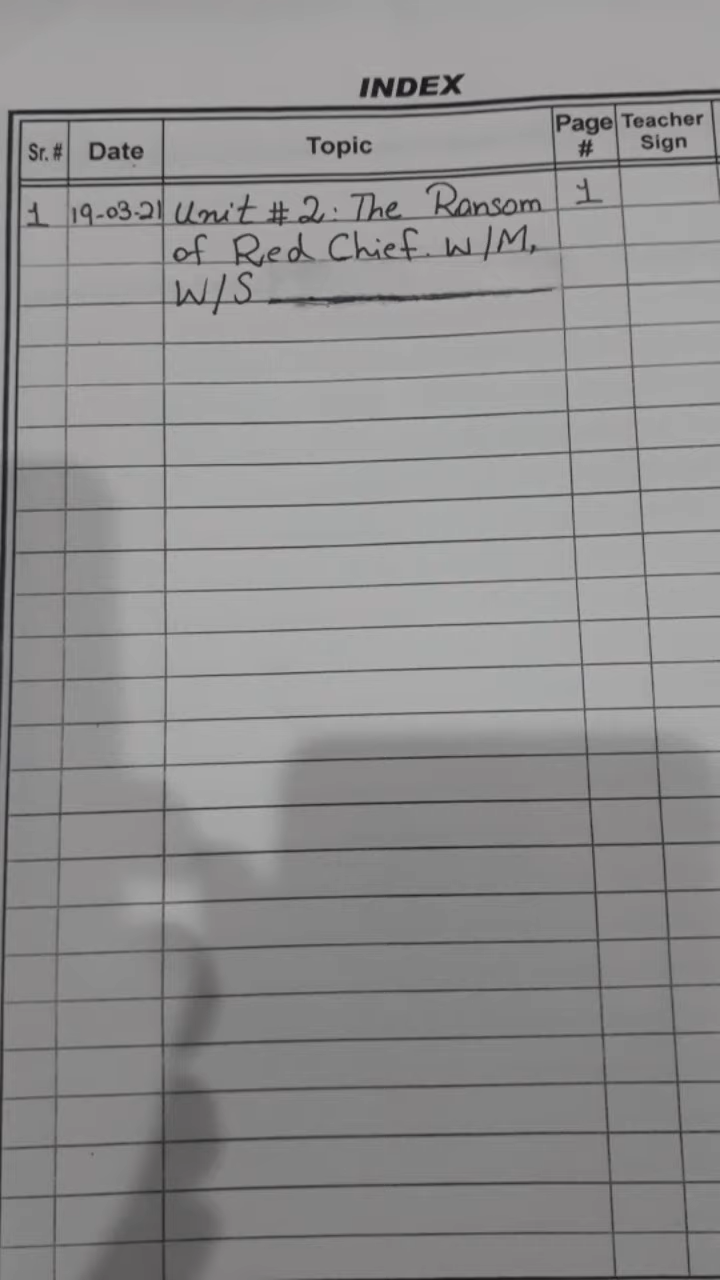 INDEX
Sr. # Date Topic Page # Teacher Sign
1 19-03-21 Unit # 2: The Ransom 1
of Red Chief. W/M,
W/S